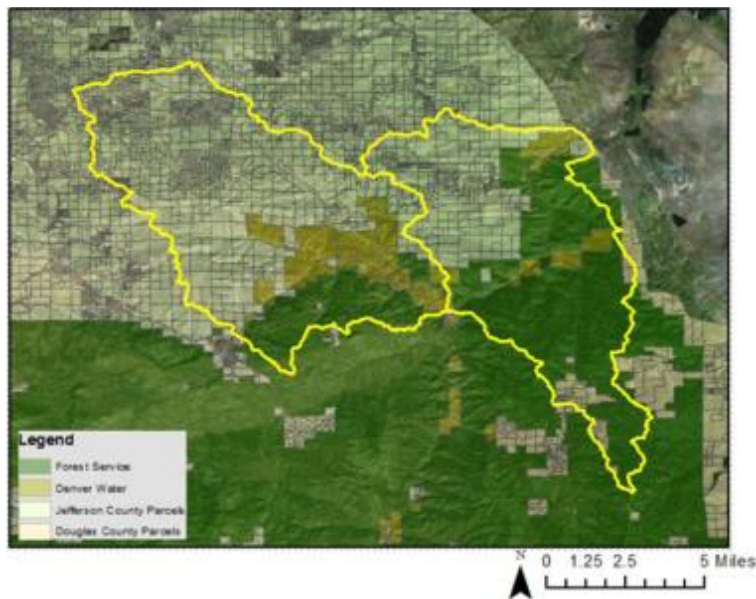 Legend
Forest Service
Denver Water
Jefferson County Parcels
Douglas County Parcels
N
0 1.25 2.5 5 Miles